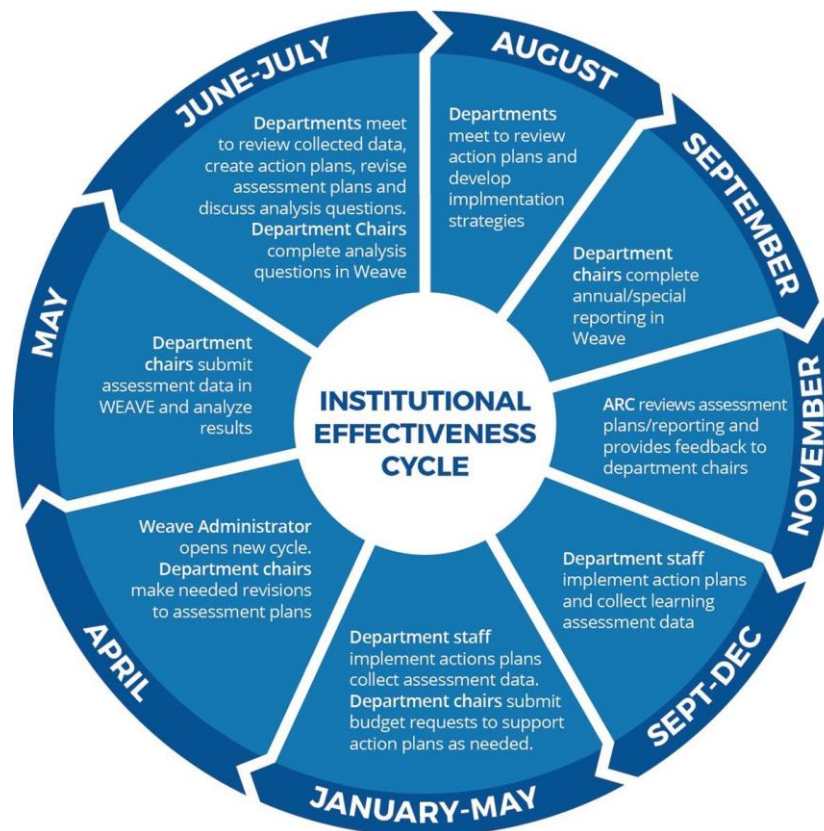 JUNE-JULY
Departments meet
to review collected data,
create action plans, revise
assessment plans and
discuss analysis questions.
Department Chairs
complete analysis
questions in Weave
AUGUST
Departments
meet to review
action plans and
develop
implmentation
strategies
SEPTEMBER
Department
chairs complete
annual/special
reporting in
Weave
NOVEMBER
ARC reviews assessment
plans/reporting and
provides feedback to
department chairs
SEPT-DEC
Department staff
implement action plans
and collect learning
assessment data
JANUARY-MAY
Department staff
implement actions plans
collect assessment data.
Department chairs submit
budget requests to support
action plans as needed.
APRIL
Weave Administrator
opens new cycle.
Department chairs
make needed revisions
to assessment plans
MAY
Department
chairs submit
assessment data in
WEAVE and analyze
results
INSTITUTIONAL
EFFECTIVENESS
CYCLE